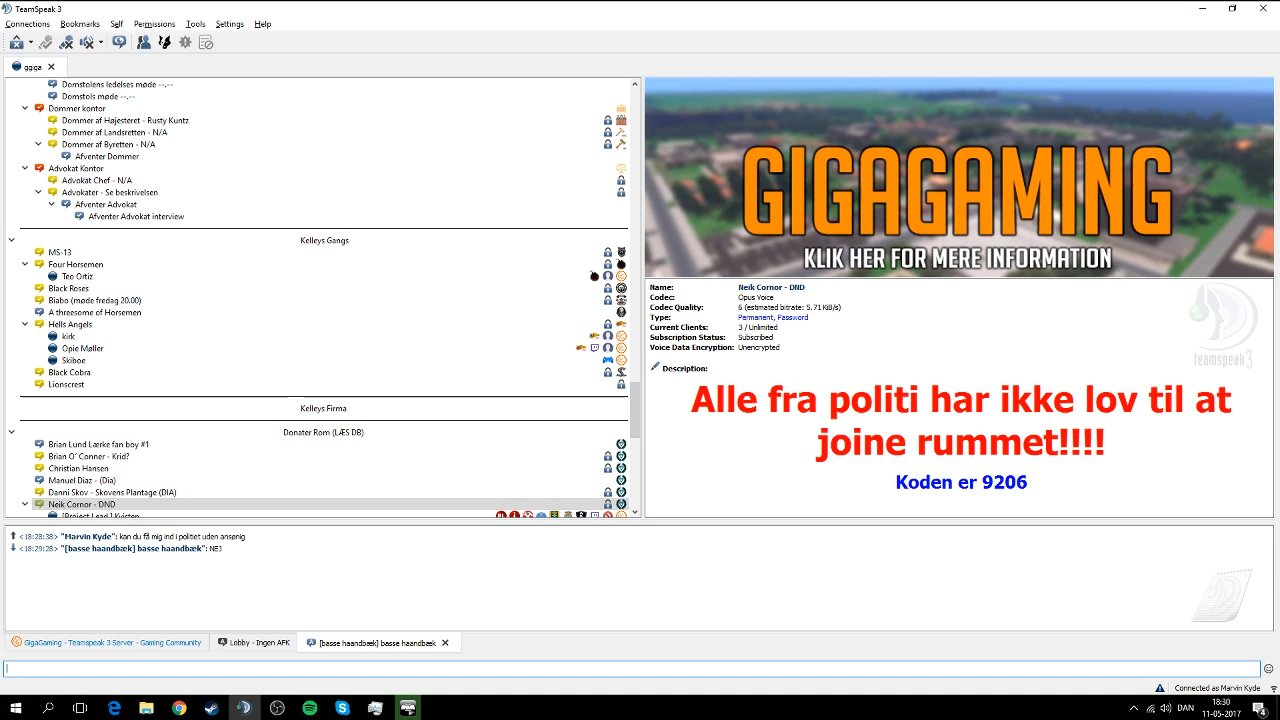 TeamSpeak 3
Connections Bookmarks Self Permissions Tools Settings Help
ggiga
Domstolens ledelses møde --.--
Domstols møde --.--
Dommer kontor
Dommer af Højesteret - Rusty Kuntz
Dommer af Landsretten - N/A
Dommer af Byretten - N/A
Afventer Dommer
Advokat Kontor
Advokat Chef - N/A
Advokater - Se beskrivelsen
Afventer Advokat
Afventer Advokat interview
Kelleys Gangs
MS-13
Four Horsemen
Teo Ortiz
Black Roses
Biabo (møde fredag 20.00)
A threesome of Horsemen
Hells Angels
kirk
Opie Møller
Skiboe
Black Cobra
Lionscrest
Kelleys Firma
Donater Rom (LÆS DB)
Brian Lund Lærke fan boy #1
Brian O´ Conner - Krid?
Christian Hansen
Manuel Diaz - (Dia)
Danni Skov - Skovens Plantage (DIA)
Neik Cornor - DND
[Project Lead ] Kvisten
GIGAGAMING
KLIK HER FOR MERE INFORMATION
Name: Neik Cornor - DND
Codec: Opus Voice
Codec Quality: 6 (estimated bitrate: 5.71 KiB/s)
Type: Permanent, Password
Current Clients: 3 / Unlimited
Subscription Status: Subscribed
Voice Data Encryption: Unencrypted
teamspeak3
Description:
Alle fra politi har ikke lov til at
joine rummet!!!!
Koden er 9206
<18:28:38> "Marvin Kyde": kan du få mig ind i politiet uden ansønig
<18:29:28> "[basse haandbæk] basse haandbæk": NEJ
GigaGaming - Teamspeak 3 Server - Gaming Community Lobby - Ingen AFK [basse haandbæk] basse haandbæk
Connected as Marvin Kyde
DAN 18:30
11-05-2017
4